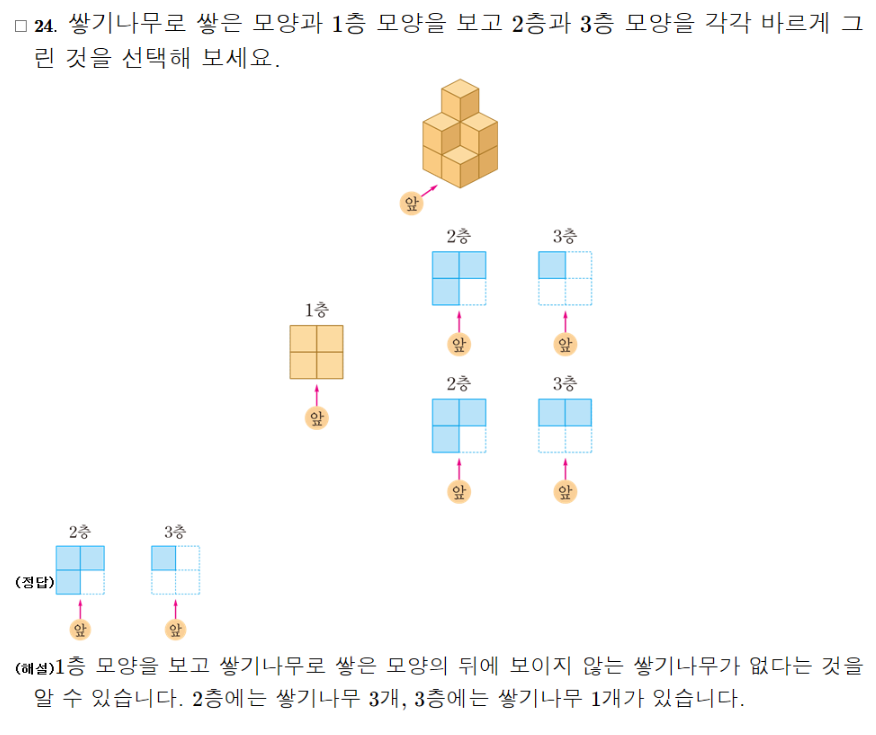 □ 24. 쌓기나무로 쌓은 모양과 1층 모양을 보고 2층과 3층 모양을 각각 바르게 그
린 것을 선택해 보세요.
앞
2층 3층
앞 앞
1층
앞
2층 3층
앞 앞
2층 3층
(정답)
앞 앞
(해설)1층 모양을 보고 쌓기나무로 쌓은 모양의 뒤에 보이지 않는 쌓기나무가 없다는 것을
알 수 있습니다. 2층에는 쌓기나무 3개, 3층에는 쌓기나무 1개가 있습니다.